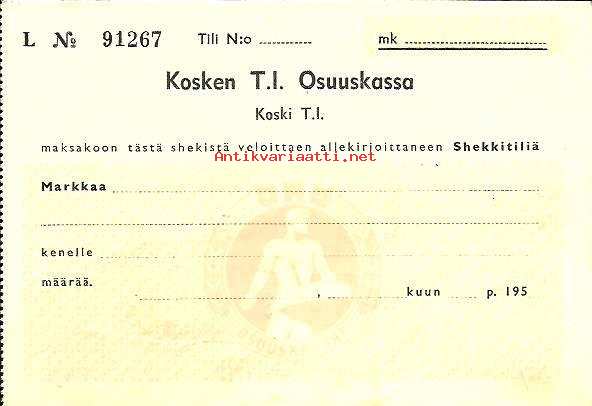 L № 91267 Tili N:o ............ mk ..............................
Kosken T.l. Osuuskassa
Koski T.l.
maksakoon tästä shekistä veloittaen allekirjoittaneen Shekkitiliä
Antikvariaatti.net
Markkaa
kenelle
määrää.
, kuun p. 195